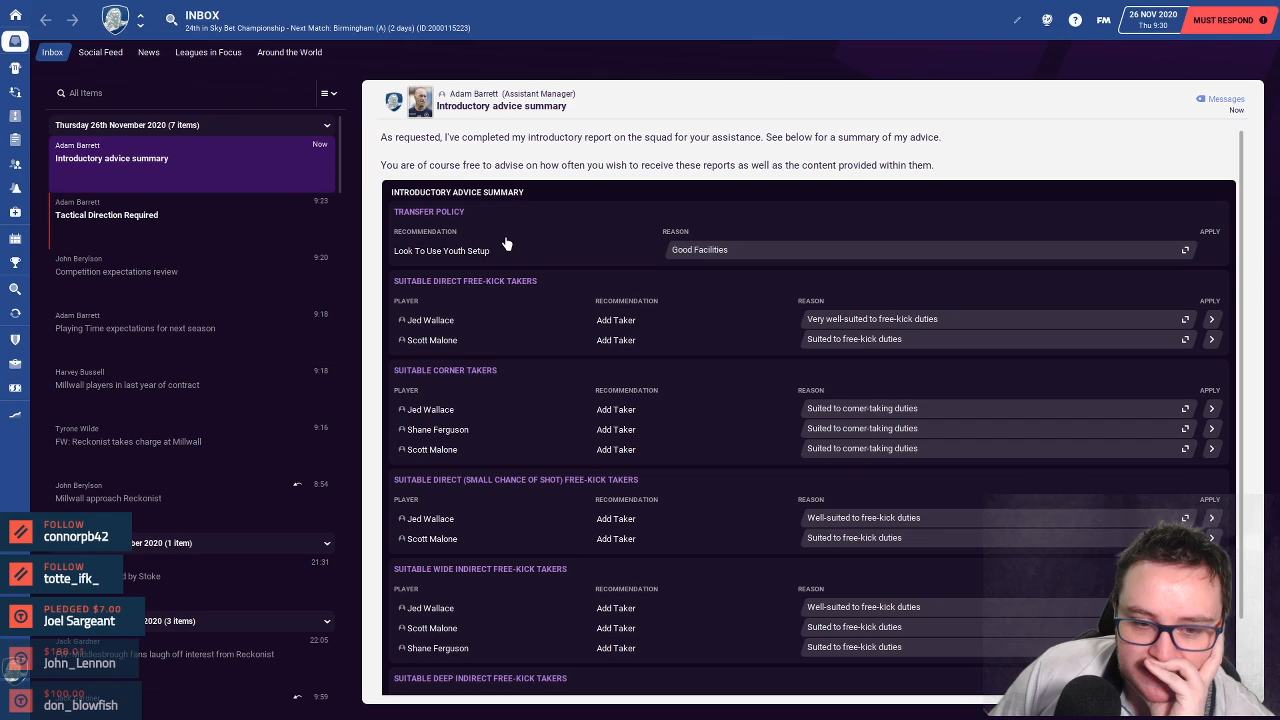 INBOX
24th in Sky Bet Championship - Next Match: Birmingham (A) (2 days) (ID.2000115223)
FM
26 NOV 2020
Thu 9:30
MUST RESPOND
Inbox
Social Feed
News
Leagues in Focus
Around the World
All Items
Thursday 26th November 2020 (7 items)
Adam Barrett
Now
Introductory advice summary
Adam Barrett
9:23
Tactical Direction Required
John Berylson
9:20
Competition expectations review
Adam Barrett
9:18
Playing Time expectations for next season
Harvey Bussell
9:18
Millwall players in last year of contract
Tyrone Wilde
9:16
FW: Reckonist takes charge at Millwall
John Berylson
8:54
Millwall approach Reckonist
ber 2020 (1 item)
21:31
d by Stoke
ber 2020 (3 items)
Jack Gardner
22:05
Middlesbrough fans laugh off interest from Reckonist
9:59
FOLLOW
connorpb42
FOLLOW
totte_ifk_
PLEDGED $7.00
Joel Sargeant
John_Lennon
$100.00
don_blowfish
Adam Barrett (Assistant Manager)
Introductory advice summary
Messages
Now
As requested, I've completed my introductory report on the squad for your assistance. See below for a summary of my advice.
You are of course free to advise on how often you wish to receive these reports as well as the content provided within them.
INTRODUCTORY ADVICE SUMMARY
TRANSFER POLICY
RECOMMENDATION
REASON
APPLY
Look To Use Youth Setup
Good Facilities
SUITABLE DIRECT FREE-KICK TAKERS
PLAYER
RECOMMENDATION
REASON
APPLY
Jed Wallace
Add Taker
Very well-suited to free-kick duties
Scott Malone
Add Taker
Suited to free-kick duties
SUITABLE CORNER TAKERS
PLAYER
RECOMMENDATION
REASON
APPLY
Jed Wallace
Add Taker
Suited to corner-taking duties
Shane Ferguson
Add Taker
Suited to corner-taking duties
Scott Malone
Add Taker
Suited to corner-taking duties
SUITABLE DIRECT (SMALL CHANCE OF SHOT) FREE-KICK TAKERS
PLAYER
RECOMMENDATION
REASON
APPLY
Jed Wallace
Add Taker
Well-suited to free-kick duties
Scott Malone
Add Taker
Suited to free-kick duties
SUITABLE WIDE INDIRECT FREE-KICK TAKERS
PLAYER
RECOMMENDATION
REASON
Jed Wallace
Add Taker
Well-suited to free-kick duties
Scott Malone
Add Taker
Suited to free-kick duties
Shane Ferguson
Add Taker
Suited to free-kick duties
SUITABLE DEEP INDIRECT FREE-KICK TAKERS